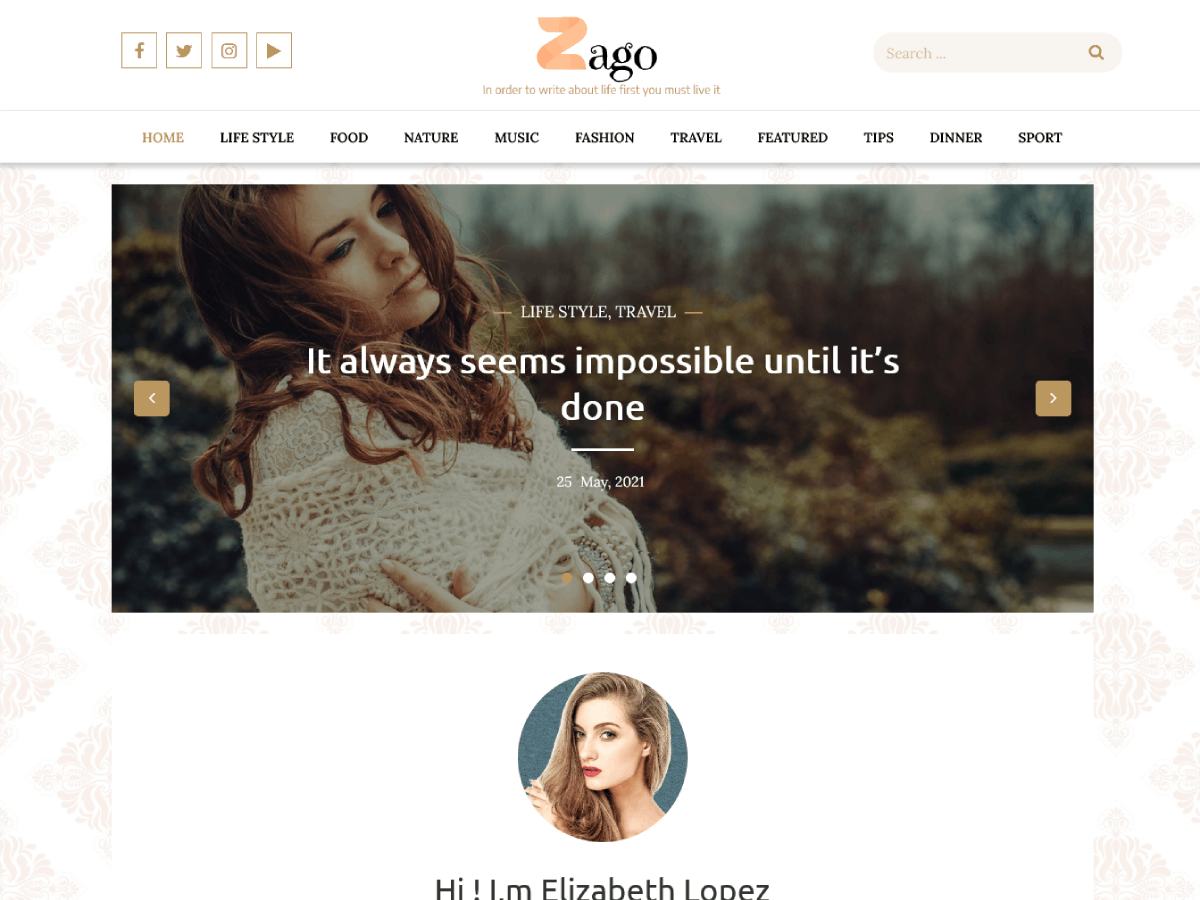 Zago
In order to write about life first you must live it
Search ...
HOME LIFE STYLE FOOD NATURE MUSIC FASHION TRAVEL FEATURED TIPS DINNER SPORT
LIFE STYLE, TRAVEL
It always seems impossible until it’s
done
25 May, 2021
Hi ! I,m Elizabeth Lopez